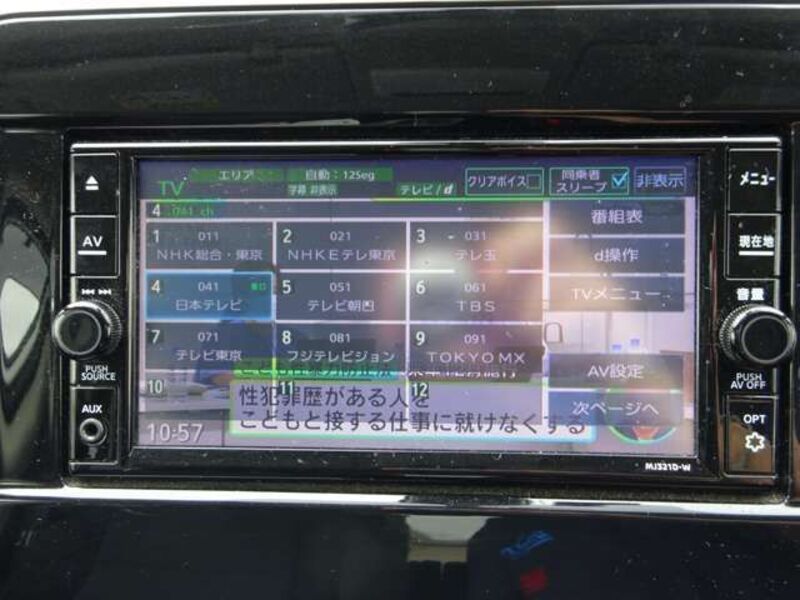 エリア 自動:12seg
TV
字幕 非表示
テレビ/d
クリアボイス
同乗者
スリープ
非表示
4 041 ch
1 011
NHK総合・東京
2 021
NHKEテレ東京
3 031
テレ玉
4 041
日本テレビ
5 051
テレビ朝日
6 061
TBS
7 071
テレビ東京
8 081
フジテレビジョン
9 091
TOKYO MX
10
11
12
番組表
d操作
TVメニュー
AV設定
次ページへ
性犯罪歴がある人を
こどもと接する仕事に就けなくする
10:57
AV
PUSH
SOURCE
AUX
メニュー
現在地
音量
PUSH
AV OFF
OPT
MJ321D-W